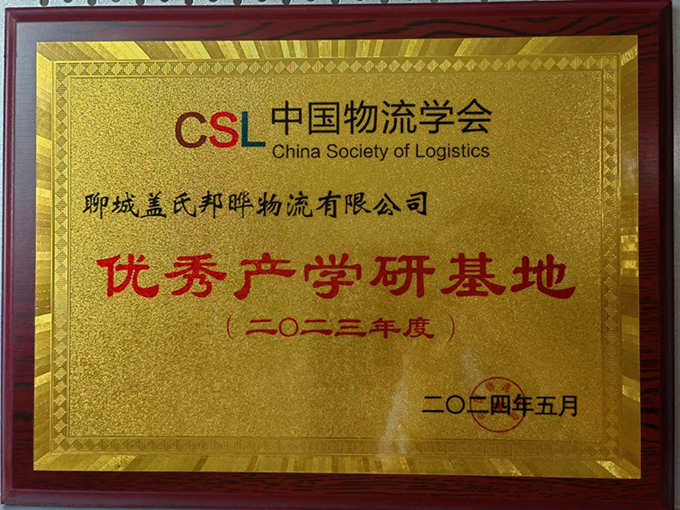 CSL 中国物流学会
China Society of Logistics
聊城盖氏邦晔物流有限公司
优秀产学研基地
（二〇二三年度）
二〇二四年五月